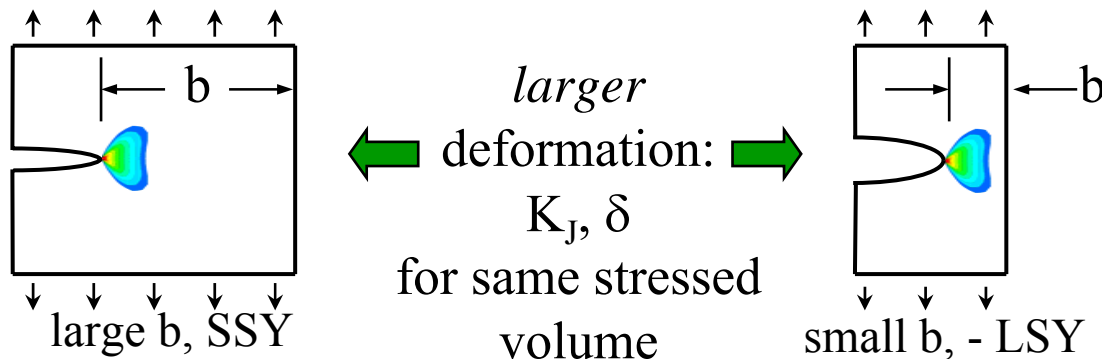 b
large b, SSY
larger
deformation:
K_J, δ
for same stressed
volume
b
small b, - LSY